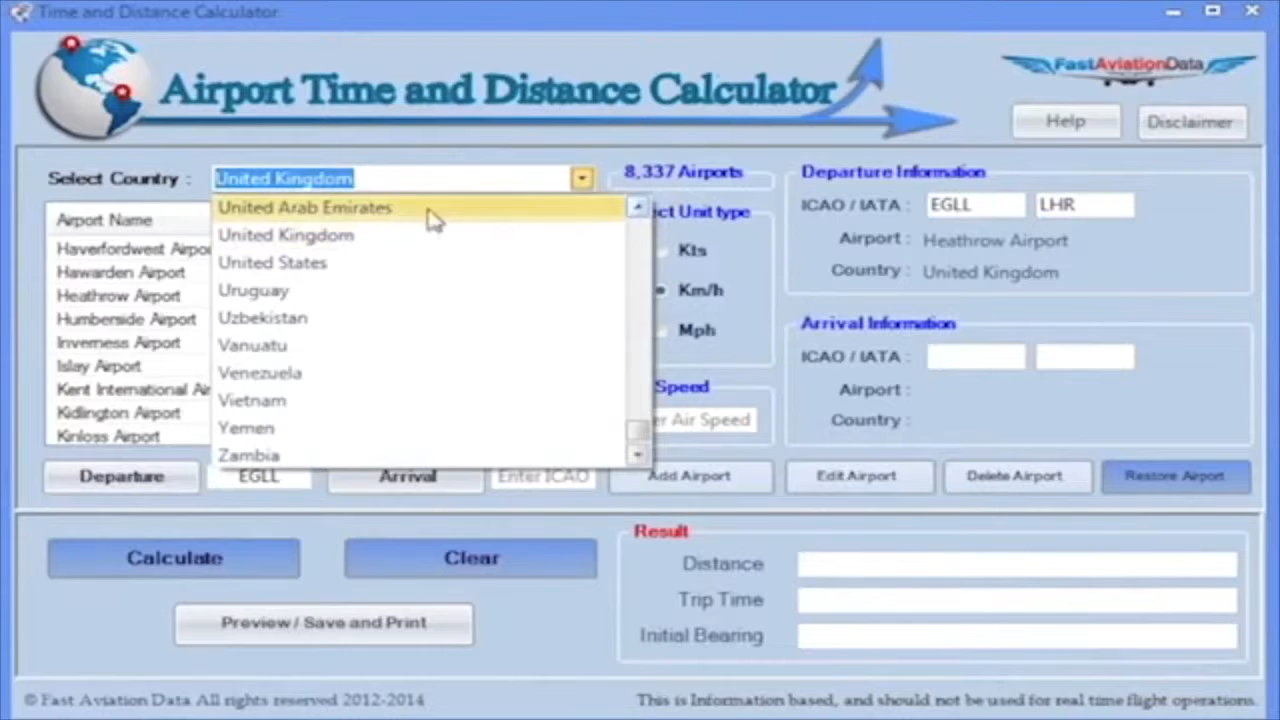 Time and Distance Calculator
Airport Time and Distance Calculator
FastAviationData
Help
Disclaimer
Select Country :
United Kingdom
8,337 Airports
Departure Information
Airport Name
Haverfordwest Airpo
Hawarden Airport
Heathrow Airport
Humberside Airport
Inverness Airport
Islay Airport
Kent International Air
Kidlington Airport
Kinloss Airport
United Arab Emirates
United Kingdom
United States
Uruguay
Uzbekistan
Vanuatu
Venezuela
Vietnam
Yemen
Zambia
ct Unit type
Kts
Km/h
Mph
Speed
er Air Speed
ICAO / IATA : EGLL LHR
Airport : Heathrow Airport
Country : United Kingdom
Arrival Information
ICAO / IATA :
Airport :
Country :
Departure
EGLL
Arrival
Enter ICAO
Add Airport
Edit Airport
Delete Airport
Restore Airport
Calculate
Clear
Preview / Save and Print
Result
Distance
Trip Time
Initial Bearing
© Fast Aviation Data All rights reserved 2012-2014
This is Information based, and should not be used for real time flight operations.